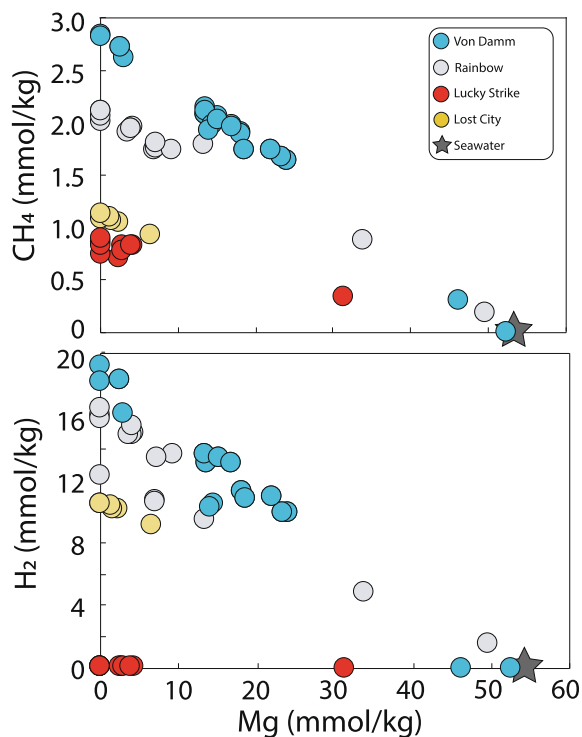 3.0
2.5
2.0
1.5
1.0
0.5
0
CH₄ (mmol/kg)
Von Damm
Rainbow
Lucky Strike
Lost City
Seawater
20
16
12
8
4
0
H₂ (mmol/kg)
0 10 20 30 40 50 60
Mg (mmol/kg)